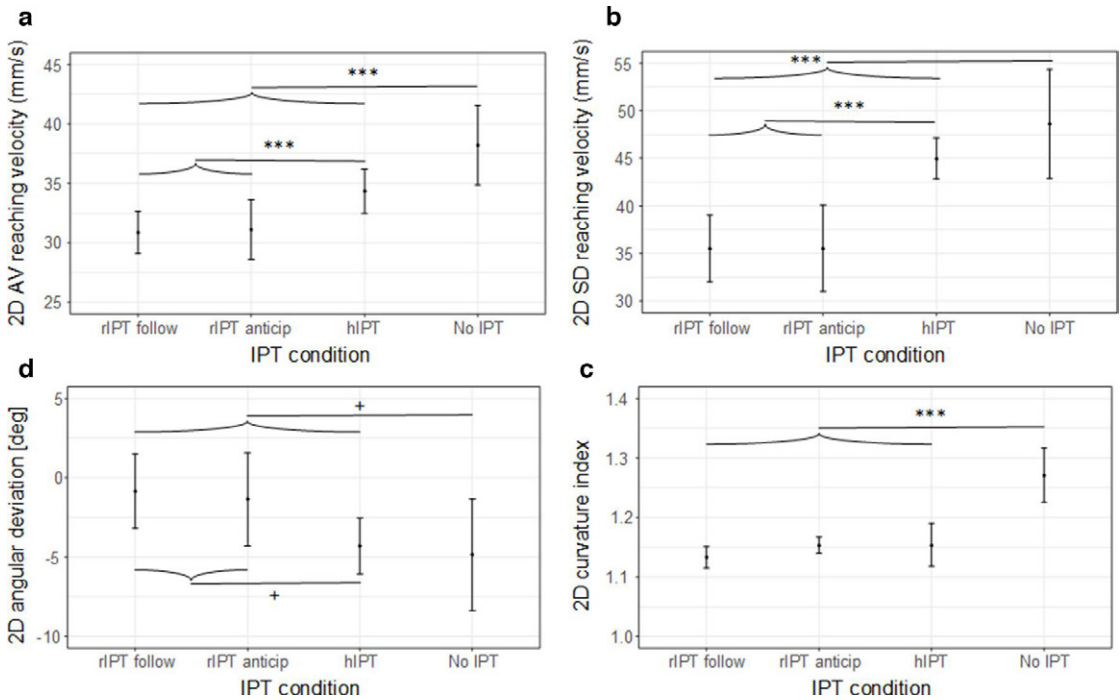 a
2D AV reaching velocity (mm/s)
45
40
35
30
25
***
***
rIPT follow rIPT anticip hIPT No IPT
IPT condition
b
2D SD reaching velocity (mm/s)
55
50
45
40
35
30
***
***
rIPT follow rIPT anticip hIPT No IPT
IPT condition
d
2D angular deviation [deg]
5
0
-5
-10
+
+
rIPT follow rIPT anticip hIPT No IPT
IPT condition
c
2D curvature index
1.4
1.3
1.2
1.1
1.0
***
rIPT follow rIPT anticip hIPT No IPT
IPT condition